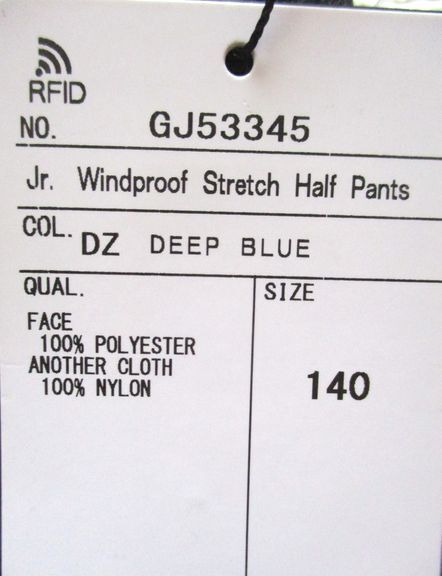 RFID
NO. GJ53345
Jr. Windproof Stretch Half Pants
COL. DZ DEEP BLUE
QUAL.
FACE
100% POLYESTER
ANOTHER CLOTH
100% NYLON
SIZE
140